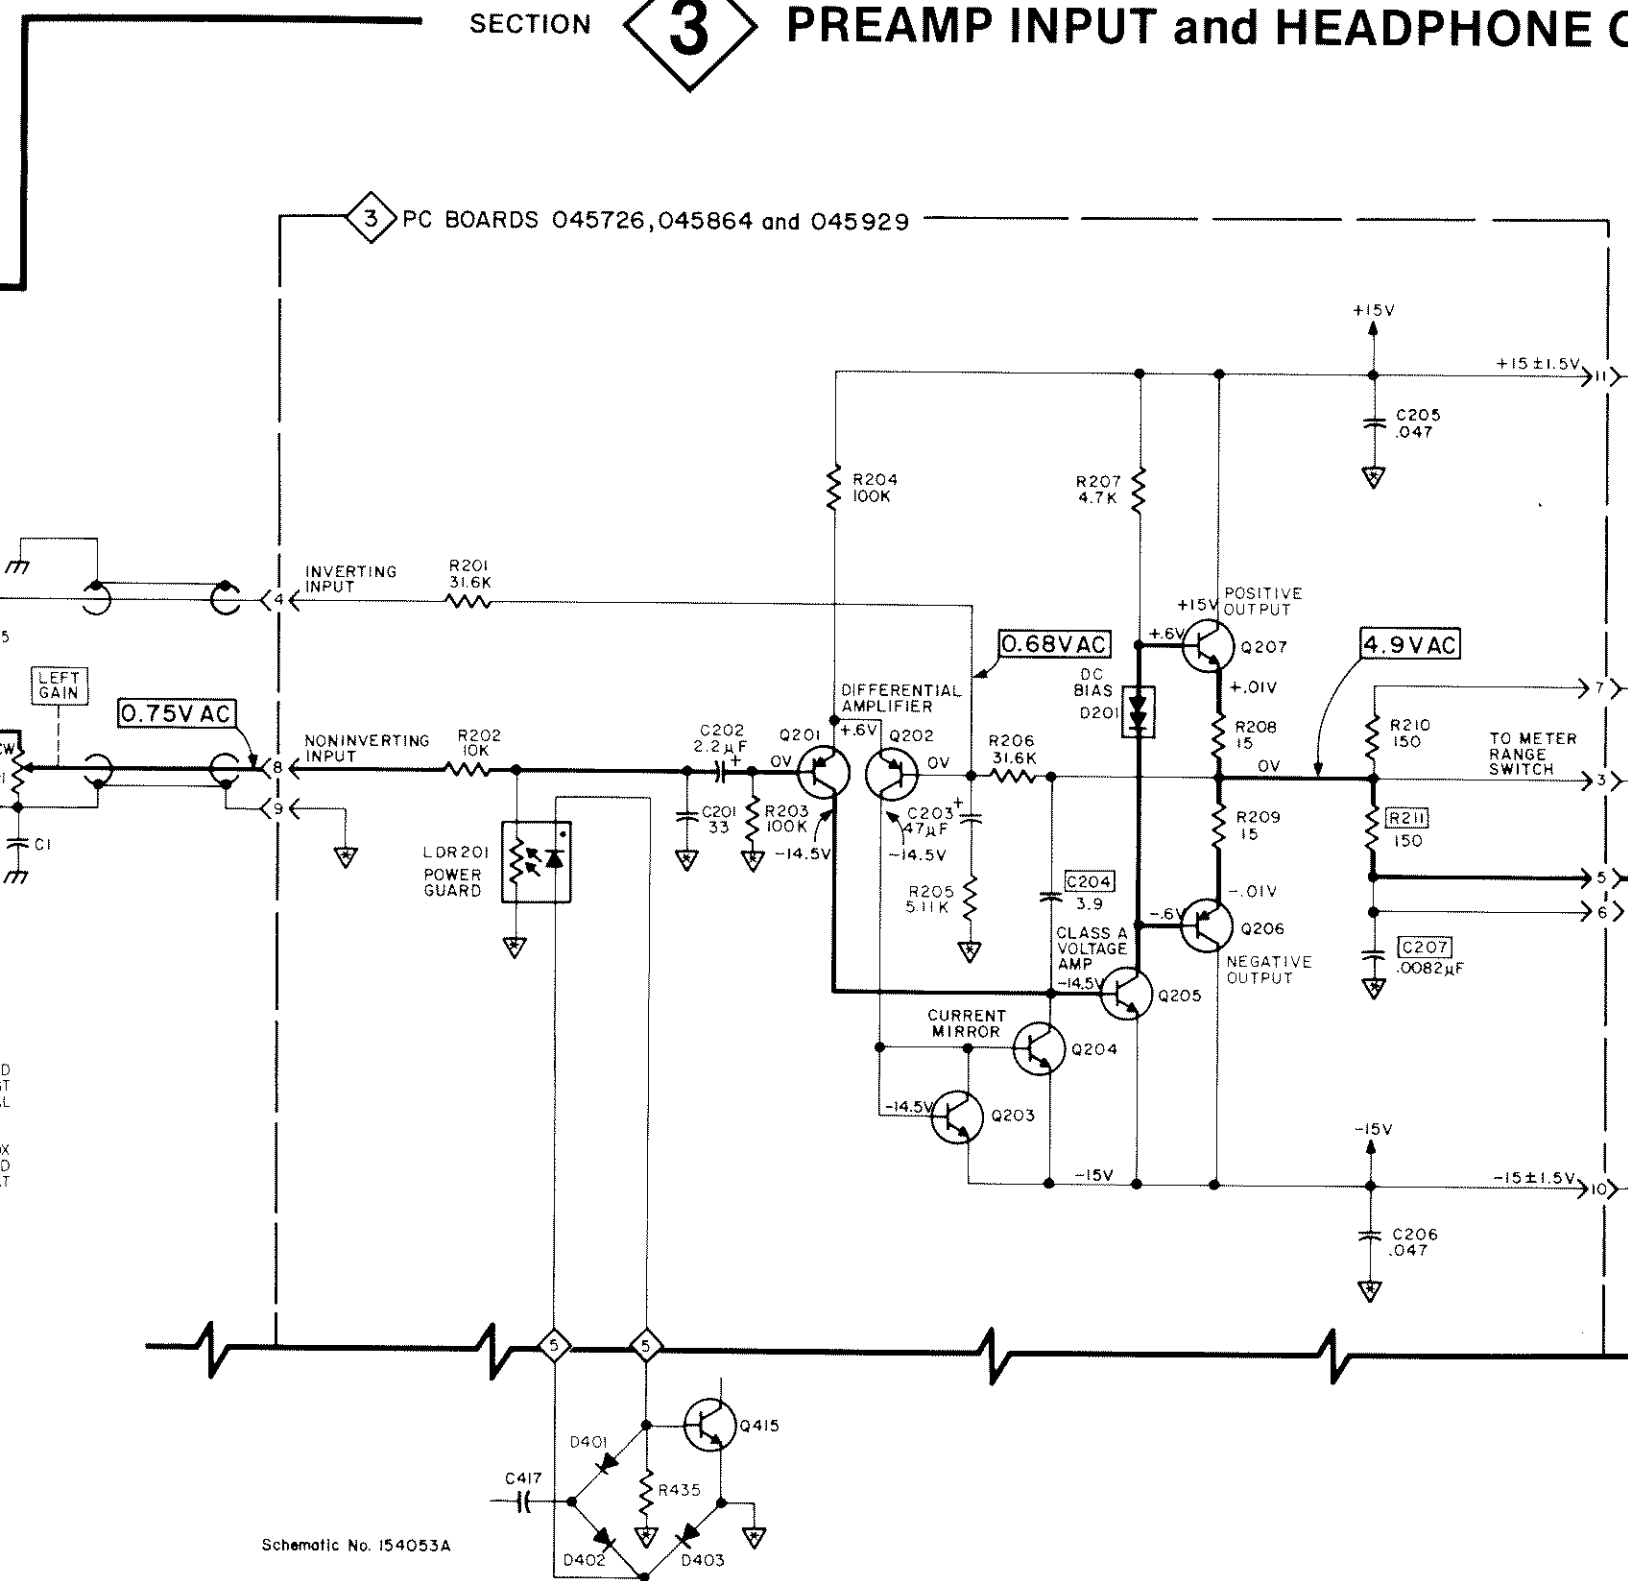 SECTION 3 PREAMP INPUT and HEADPHONE
3 PC BOARDS 045726,045864 and 045929
+15V
+15±1.5V
11
C205
.047
R204
100K
R207
4.7K
INVERTING
INPUT
4
R201
31.6K
5
LEFT
GAIN
0.75V AC
CW
8
NONINVERTING
INPUT
9
C1
R202
10K
LDR201
POWER
GUARD
C202
2.2µF
+
C201
33
R203
100K
0V
Q201
-14.5V
DIFFERENTIAL
AMPLIFIER
+.6V
Q202
0V
-14.5V
0.68VAC
R206
31.6K
C203
+
47µF
R205
5.11K
C204
3.9
DC
BIAS
D201
+15V
POSITIVE
OUTPUT
+.6V
Q207
+.01V
R208
15
0V
R209
15
-.01V
-.6V
Q206
NEGATIVE
OUTPUT
4.9VAC
7
R210
150
TO METER
RANGE
SWITCH
3
R211
150
5
6
C207
.0082µF
CLASS A
VOLTAGE
AMP
-14.5V
Q205
CURRENT
MIRROR
Q204
-14.5V
Q203
-15V
-15V
-15±1.5V
10
C206
.047
D
AL
OX
D
AT
5
5
Q415
D401
C417
R435
D402
D403
Schematic No. 154053A